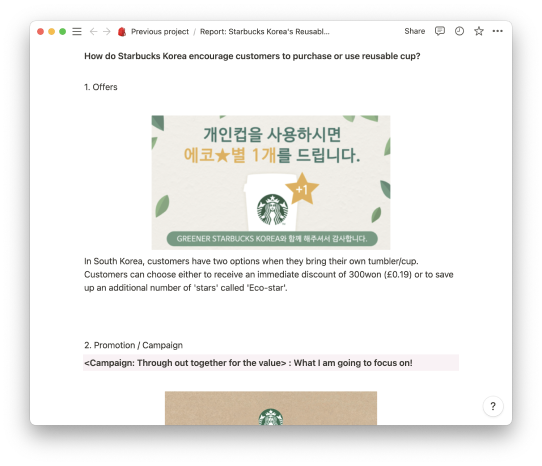 Previous project / Report: Starbucks Korea's Reusabl...
Share
How do Starbucks Korea encourage customers to purchase or use reusable cup?
1. Offers
개인컵을 사용하시면
에코★별 1개를 드립니다.
+1
GREENER STARBUCKS KOREA와 함께 해주셔서 감사합니다.
In South Korea, customers have two options when they bring their own tumbler/cup.
Customers can choose either to receive an immediate discount of 300won (£0.19) or to save
up an additional number of 'stars' called 'Eco-star'.
2. Promotion / Campaign
<Campaign: Through out together for the value> : What I am going to focus on!
?